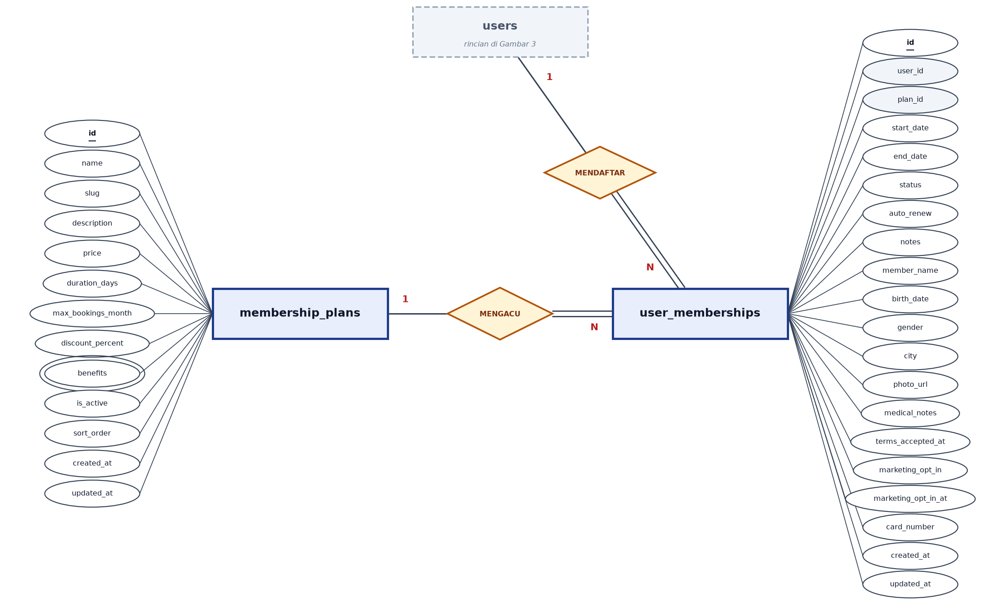 users
rincian di Gambar 3
1
MENDAFTAR
N
id
name
slug
description
price
duration_days
max_bookings_month
discount_percent
benefits
is_active
sort_order
created_at
updated_at
membership_plans
1
MENGACU
N
user_memberships
id
user_id
plan_id
start_date
end_date
status
auto_renew
notes
member_name
birth_date
gender
city
photo_url
medical_notes
terms_accepted_at
marketing_opt_in
marketing_opt_in_at
card_number
created_at
updated_at